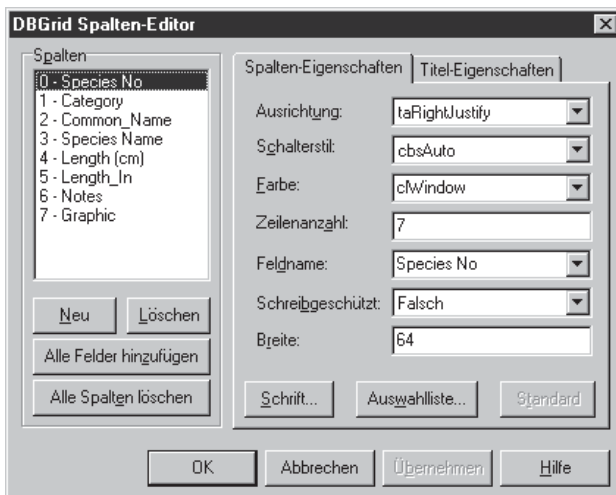 DBGrid Spalten-Editor
Spalten
0 - Species No
1 - Category
2 - Common_Name
3 - Species Name
4 - Length (cm)
5 - Length_In
6 - Notes
7 - Graphic
Neu
Löschen
Alle Felder hinzufügen
Alle Spalten löschen
Spalten-Eigenschaften
Titel-Eigenschaften
Ausrichtung: taRightJustify
Schalterstil: cbsAuto
Farbe: clWindow
Zeilenanzahl: 7
Feldname: Species No
Schreibgeschützt: Falsch
Breite: 64
Schrift...
Auswahlliste...
Standard
OK
Abbrechen
Übernehmen
Hilfe